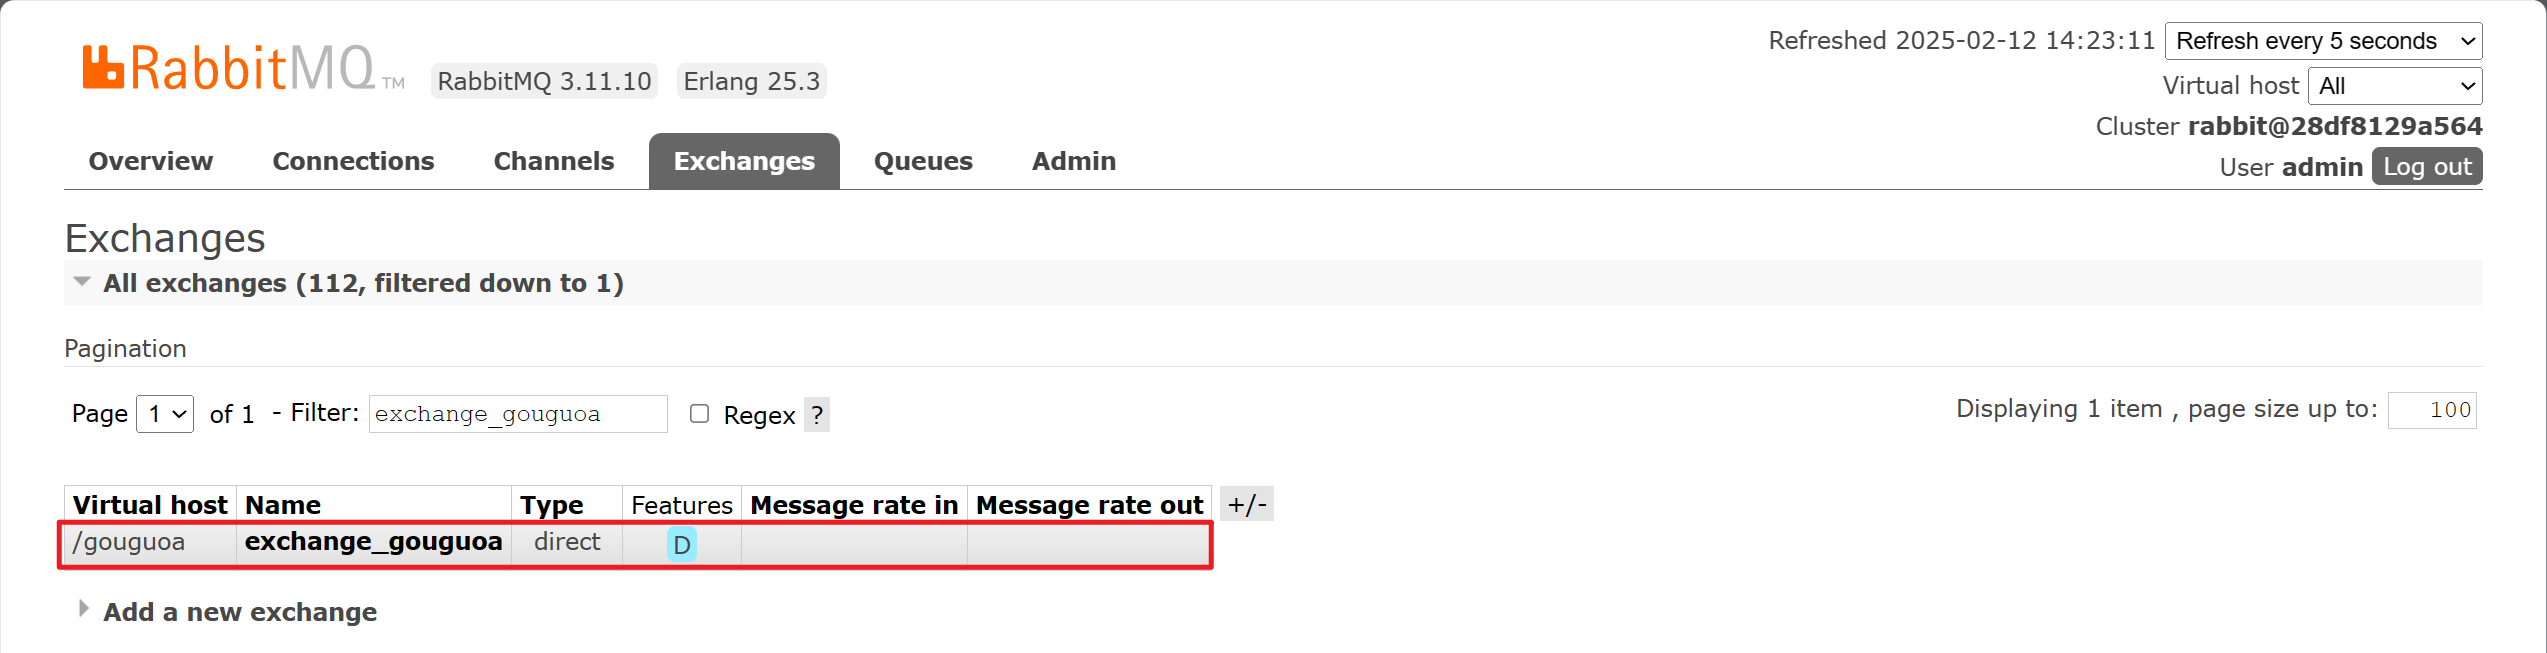 RabbitMQ TM RabbitMQ 3.11.10 Erlang 25.3
Refreshed 2025-02-12 14:23:11 Refresh every 5 seconds
Virtual host All
Cluster rabbit@28df8129a564
User admin Log out
Overview Connections Channels Exchanges Queues Admin
Exchanges
All exchanges (112, filtered down to 1)
Pagination
Page 1 of 1 - Filter: exchange_gouguoa Regex ? Displaying 1 item , page size up to: 100
Virtual host Name Type Features Message rate in Message rate out +/-
/gouguoa exchange_gouguoa direct D
Add a new exchange